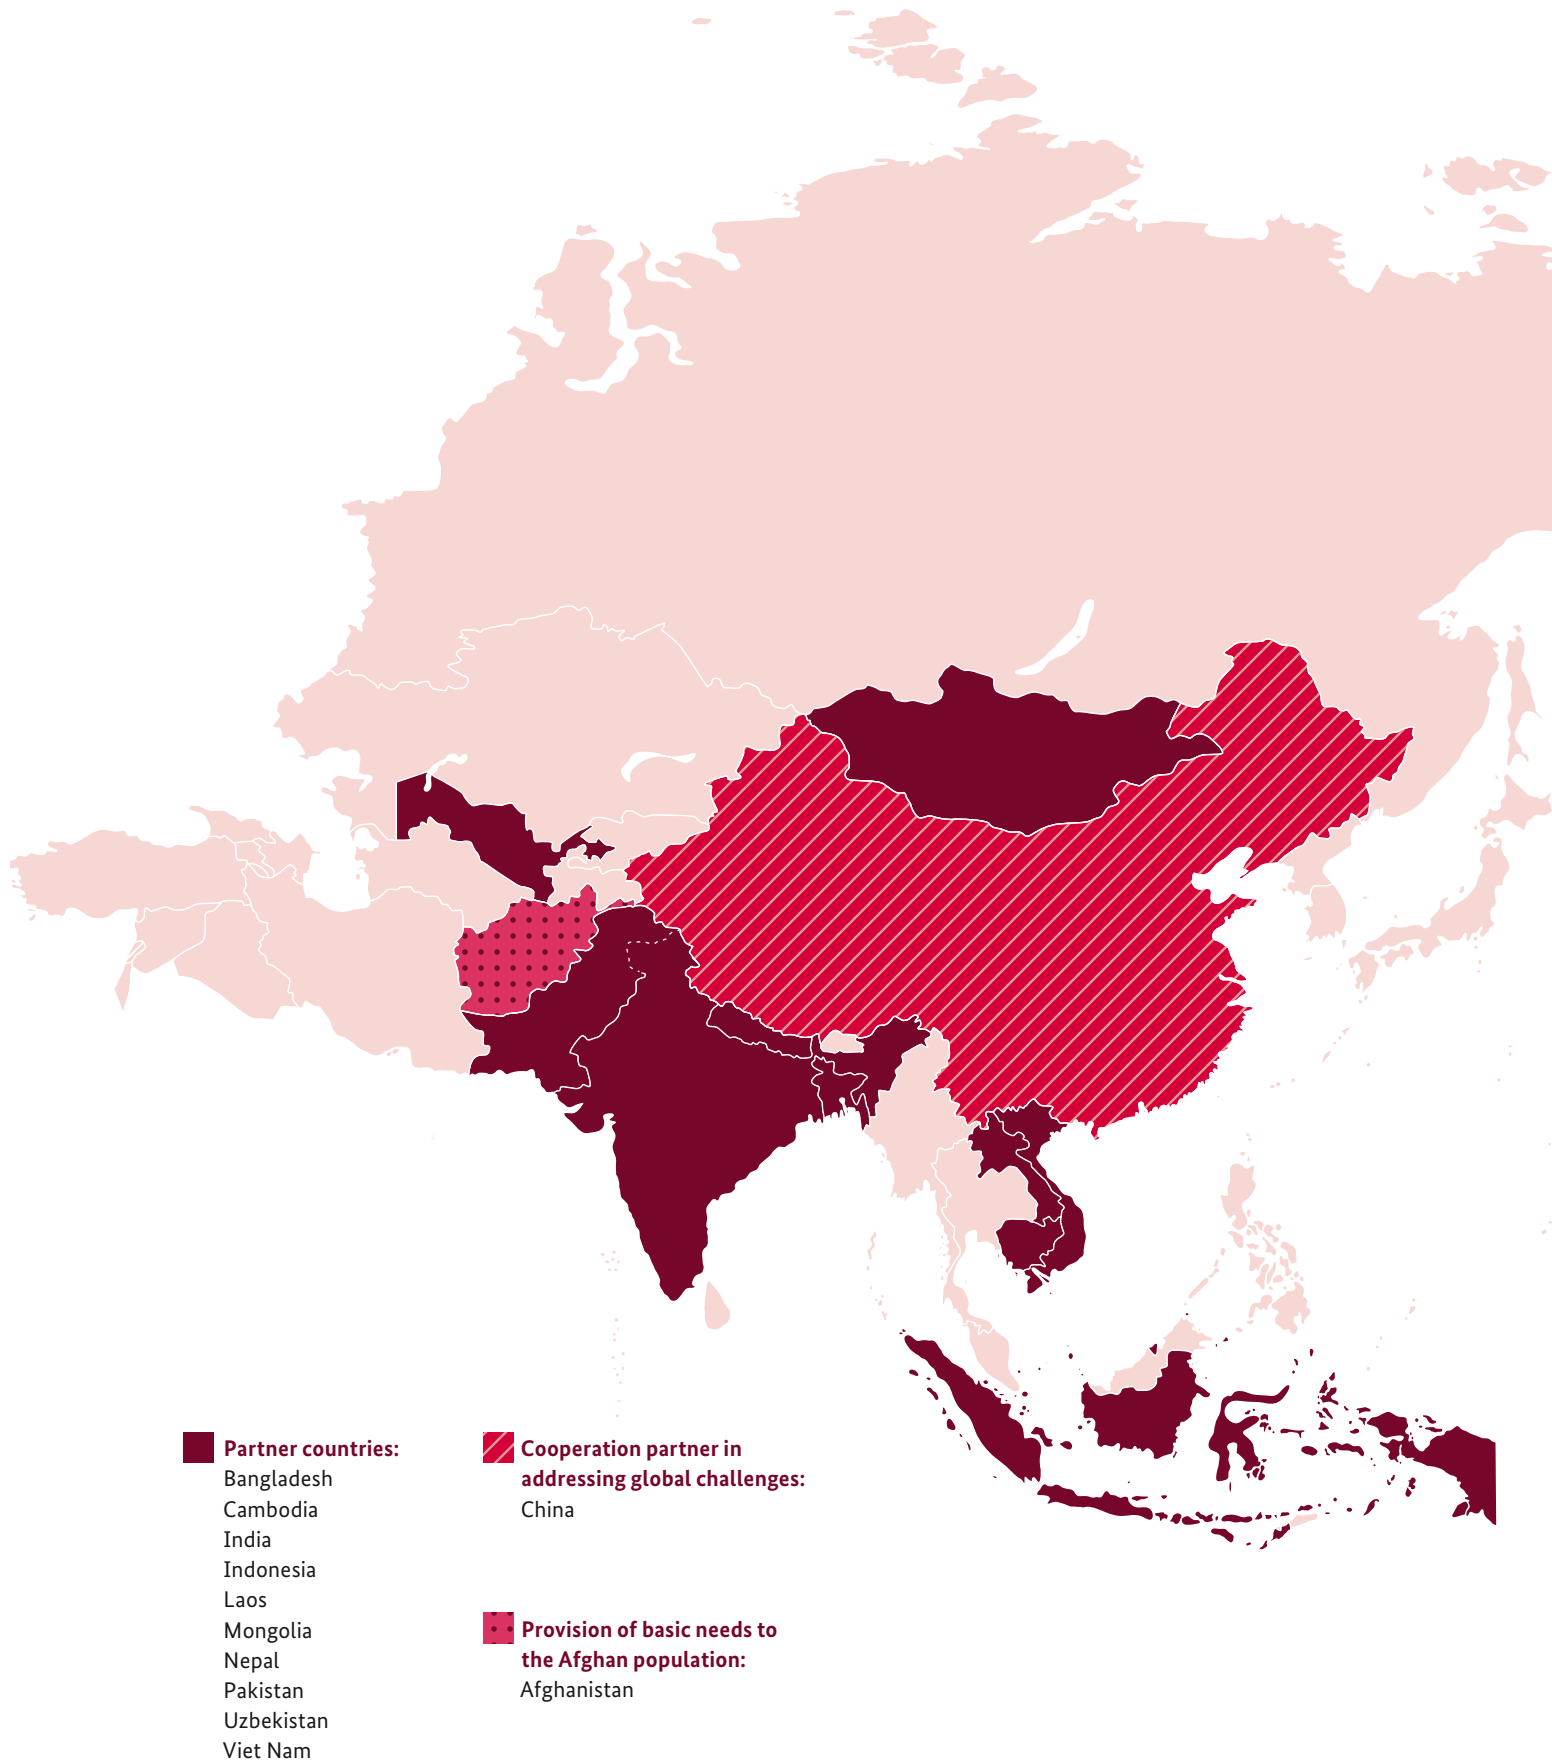 Partner countries:
Bangladesh
Cambodia
India
Indonesia
Laos
Mongolia
Nepal
Pakistan
Uzbekistan
Viet Nam
Cooperation partner in
addressing global challenges:
China
Provision of basic needs to
the Afghan population:
Afghanistan